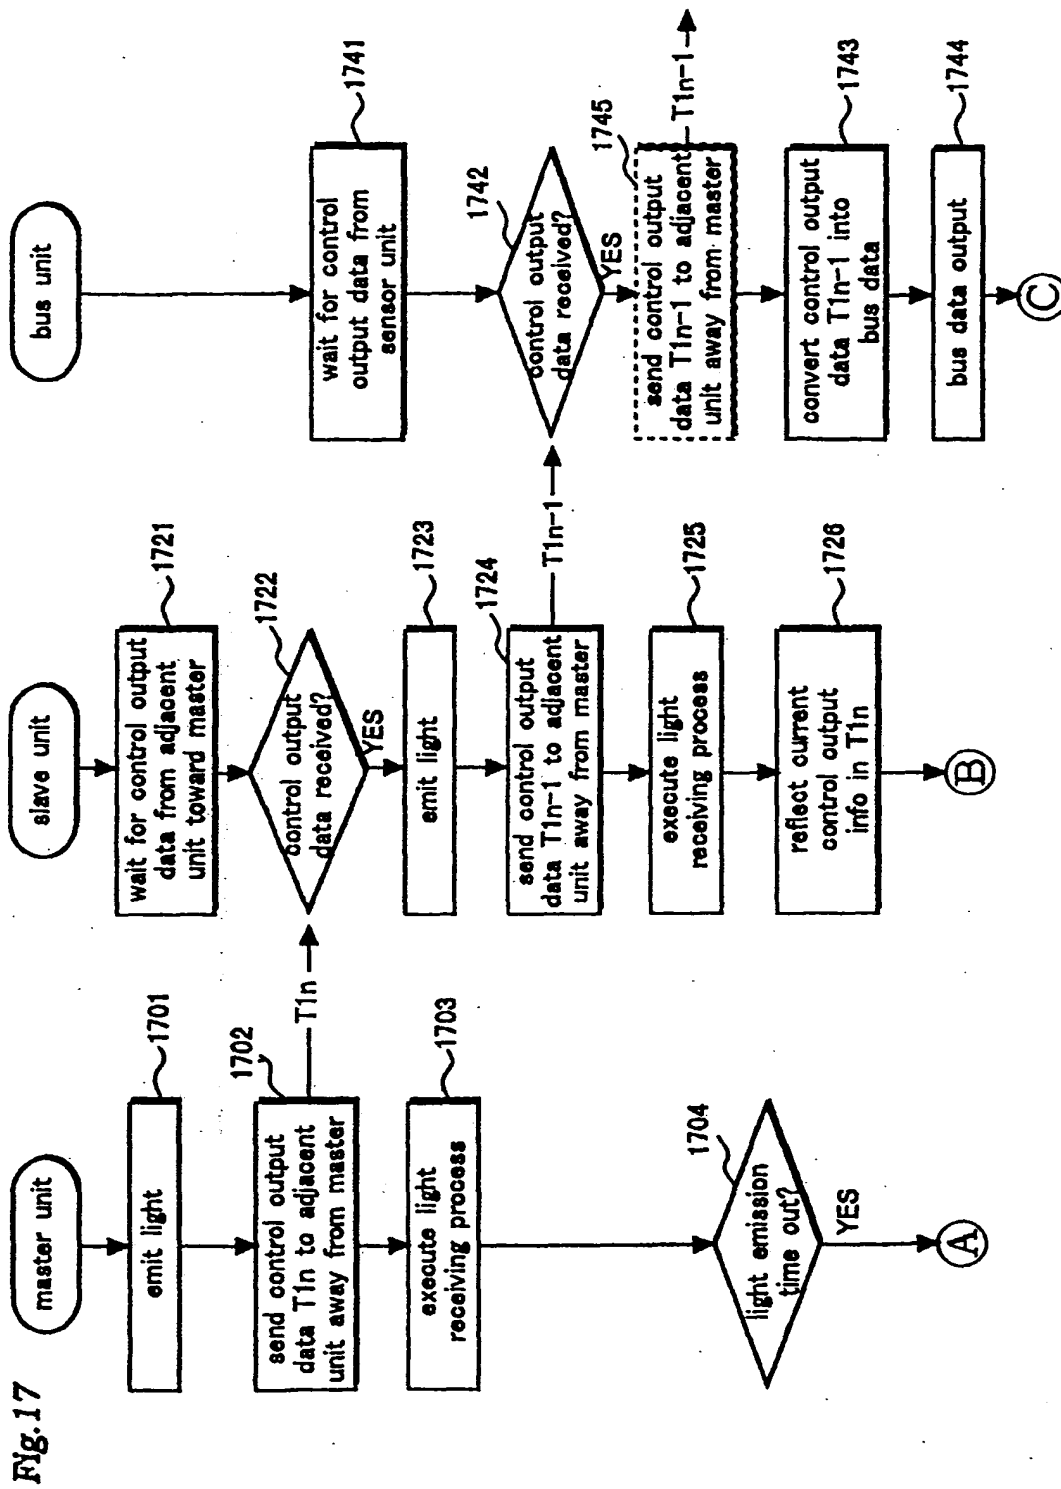 Fig.17
master unit
emit light
1701
send control output
data T1n to adjacent
unit away from master
1702
T1n
execute light
receiving process
1703
light emission
time out?
1704
YES
A
slave unit
wait for control output
data from adjacent
unit toward master
1721
control output
data received?
1722
YES
emit light
1723
send control output
data T1n-1 to adjacent
unit away from master
1724
T1n-1
execute light
receiving process
1725
reflect current
control output
info in T1n
1726
B
bus unit
wait for control
output data from
sensor unit
1741
control output
data received?
1742
YES
send control output
data T1n-1 to adjacent
unit away from master
1745
T1n-1
convert control output
data T1n-1 into
bus data
1743
bus data output
1744
C